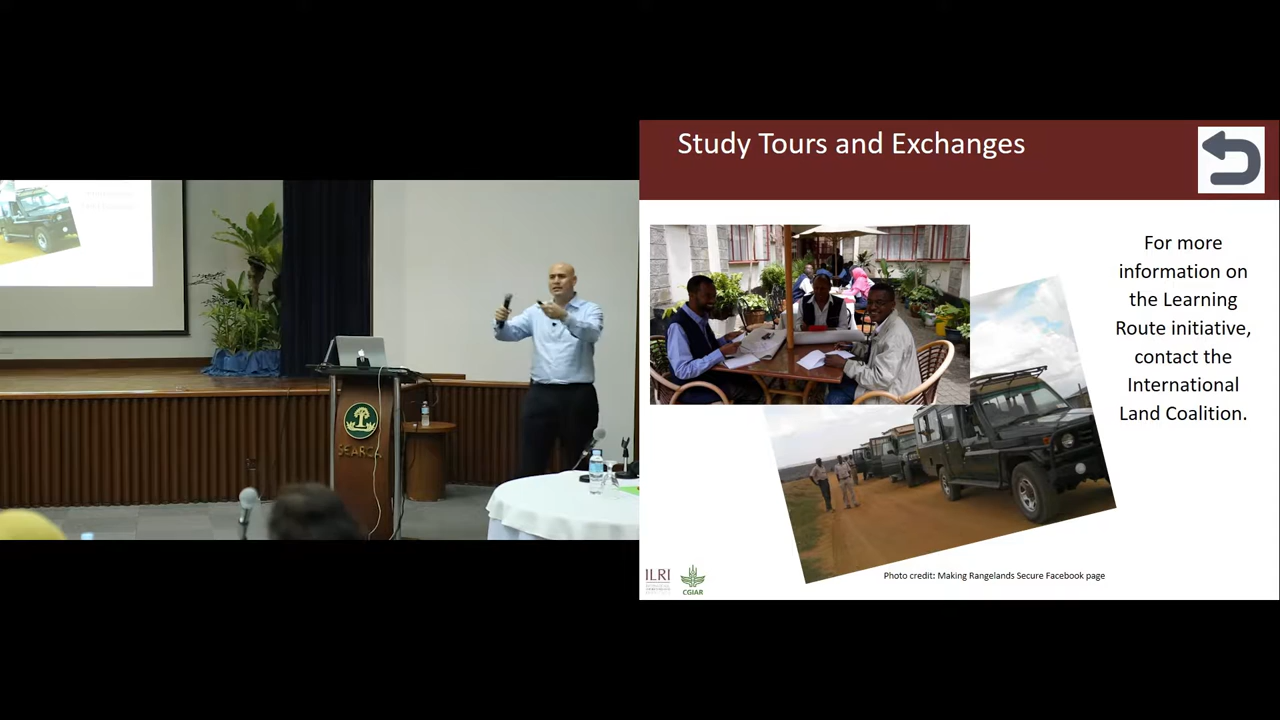 Study Tours and Exchanges
For more
information on
the Learning
Route initiative,
contact the
International
Land Coalition.
Photo credit: Making Rangelands Secure Facebook page
ILRI
CGIAR